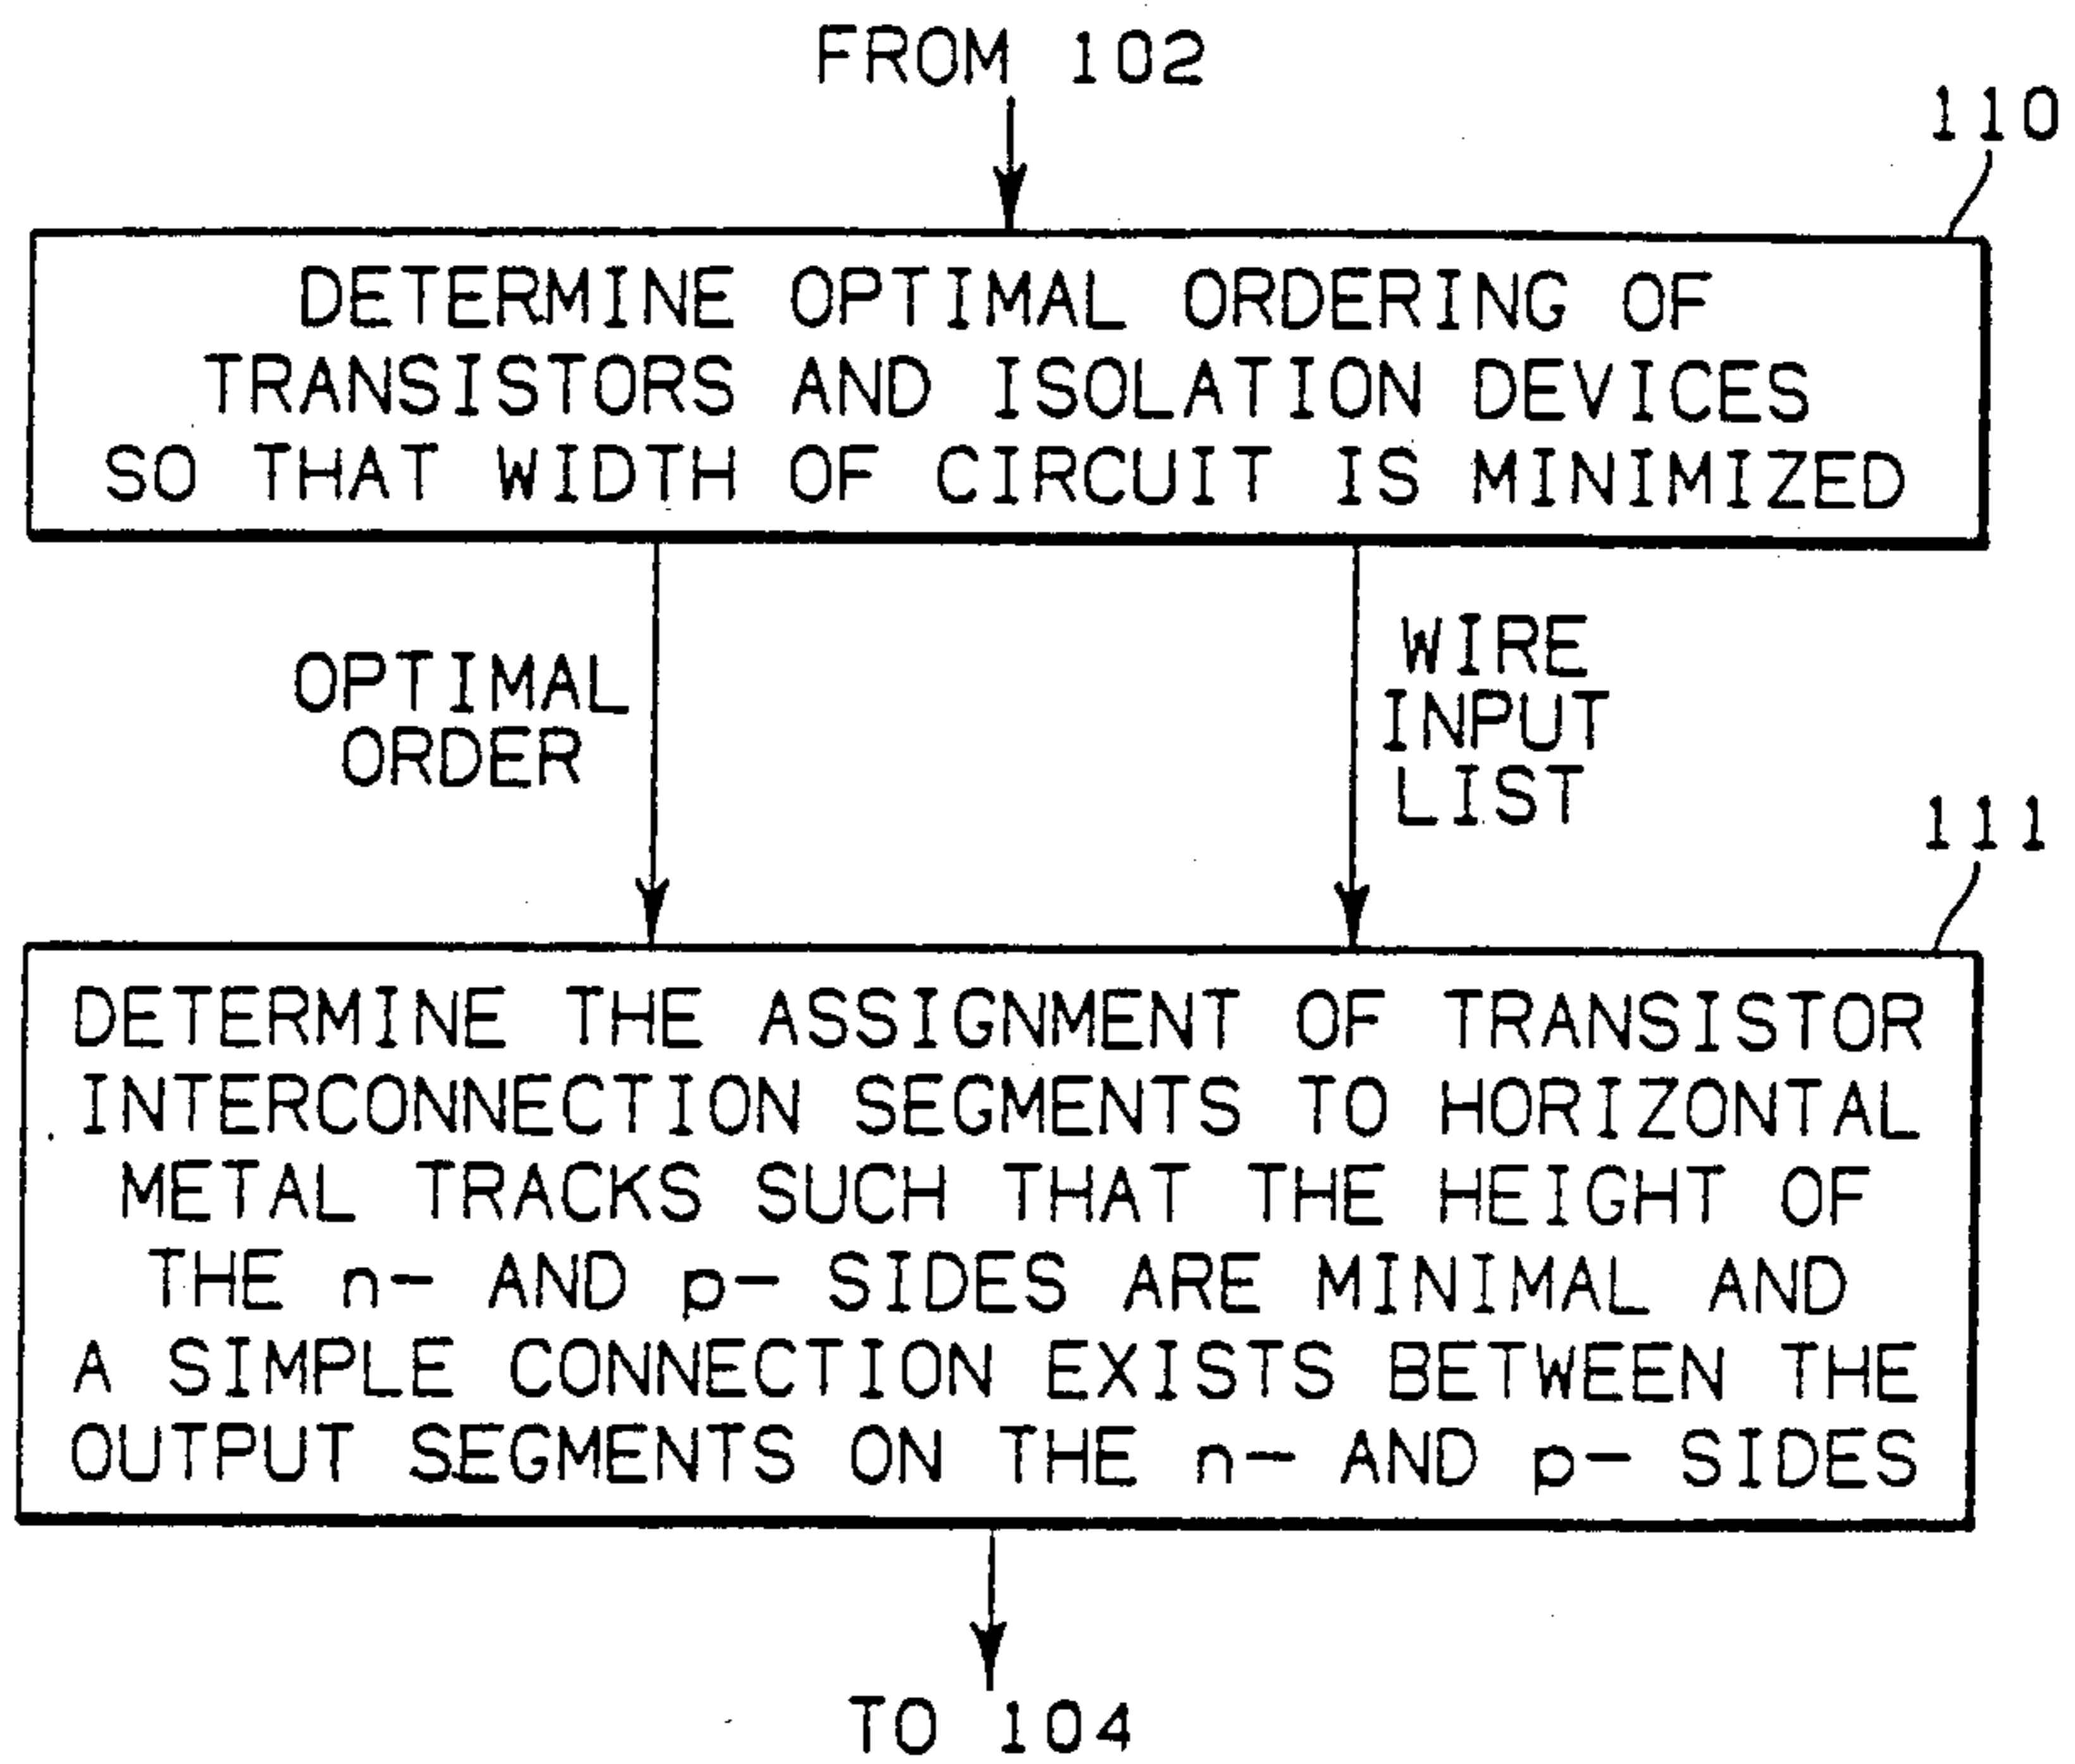 FROM 102
110
DETERMINE OPTIMAL ORDERING OF
TRANSISTORS AND ISOLATION DEVICES
SO THAT WIDTH OF CIRCUIT IS MINIMIZED
OPTIMAL
ORDER
WIRE
INPUT
LIST
111
DETERMINE THE ASSIGNMENT OF TRANSISTOR
INTERCONNECTION SEGMENTS TO HORIZONTAL
METAL TRACKS SUCH THAT THE HEIGHT OF
THE n- AND p- SIDES ARE MINIMAL AND
A SIMPLE CONNECTION EXISTS BETWEEN THE
OUTPUT SEGMENTS ON THE n- AND p- SIDES
TO 104